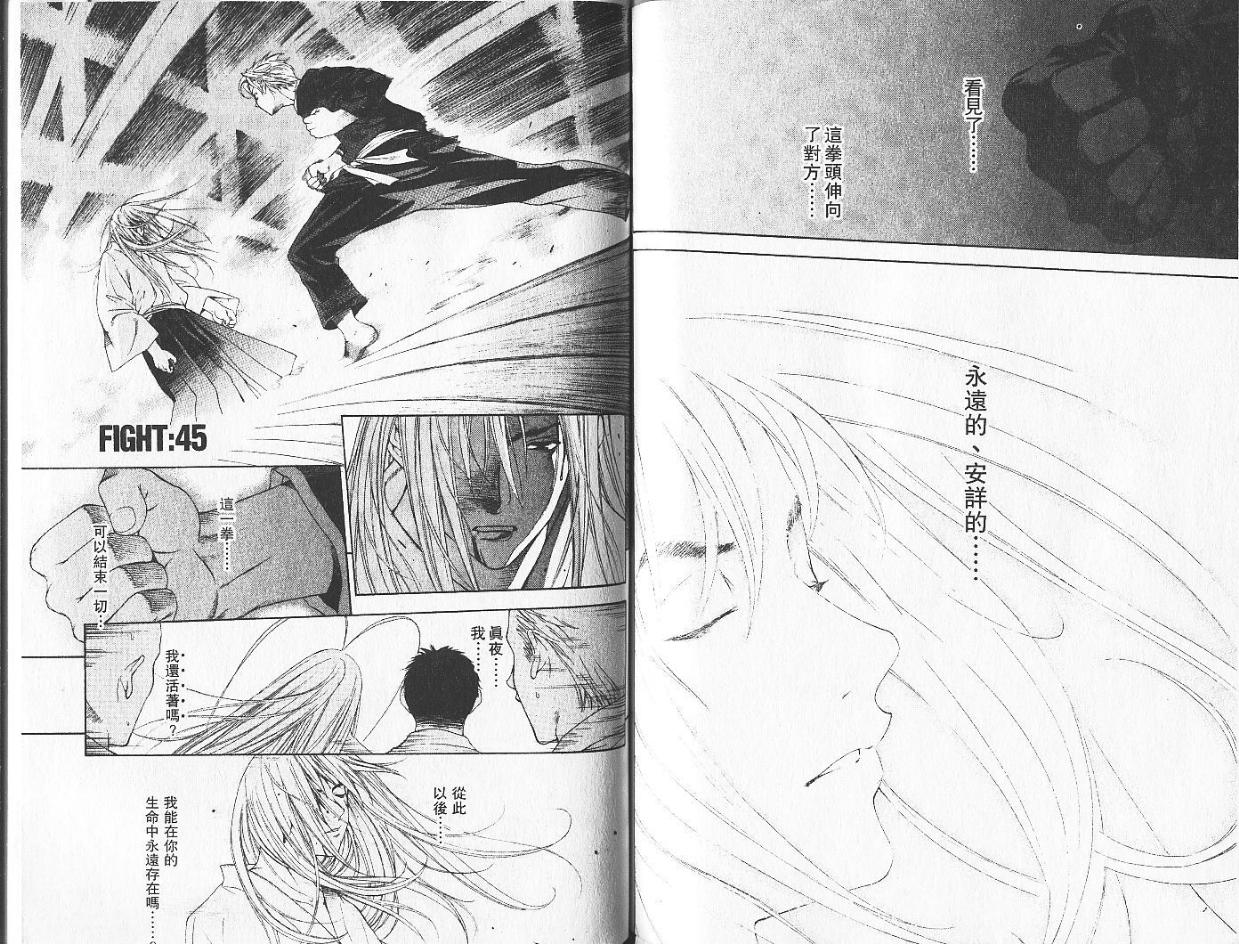 看見了……
這拳頭伸向
了對方……
永遠的、安詳的……
FIGHT:45
這一拳……
可以結束一切…
眞夜……
我……
我還活著嗎?
從此
以後……
我能在你的
生命中永遠存在嗎……?